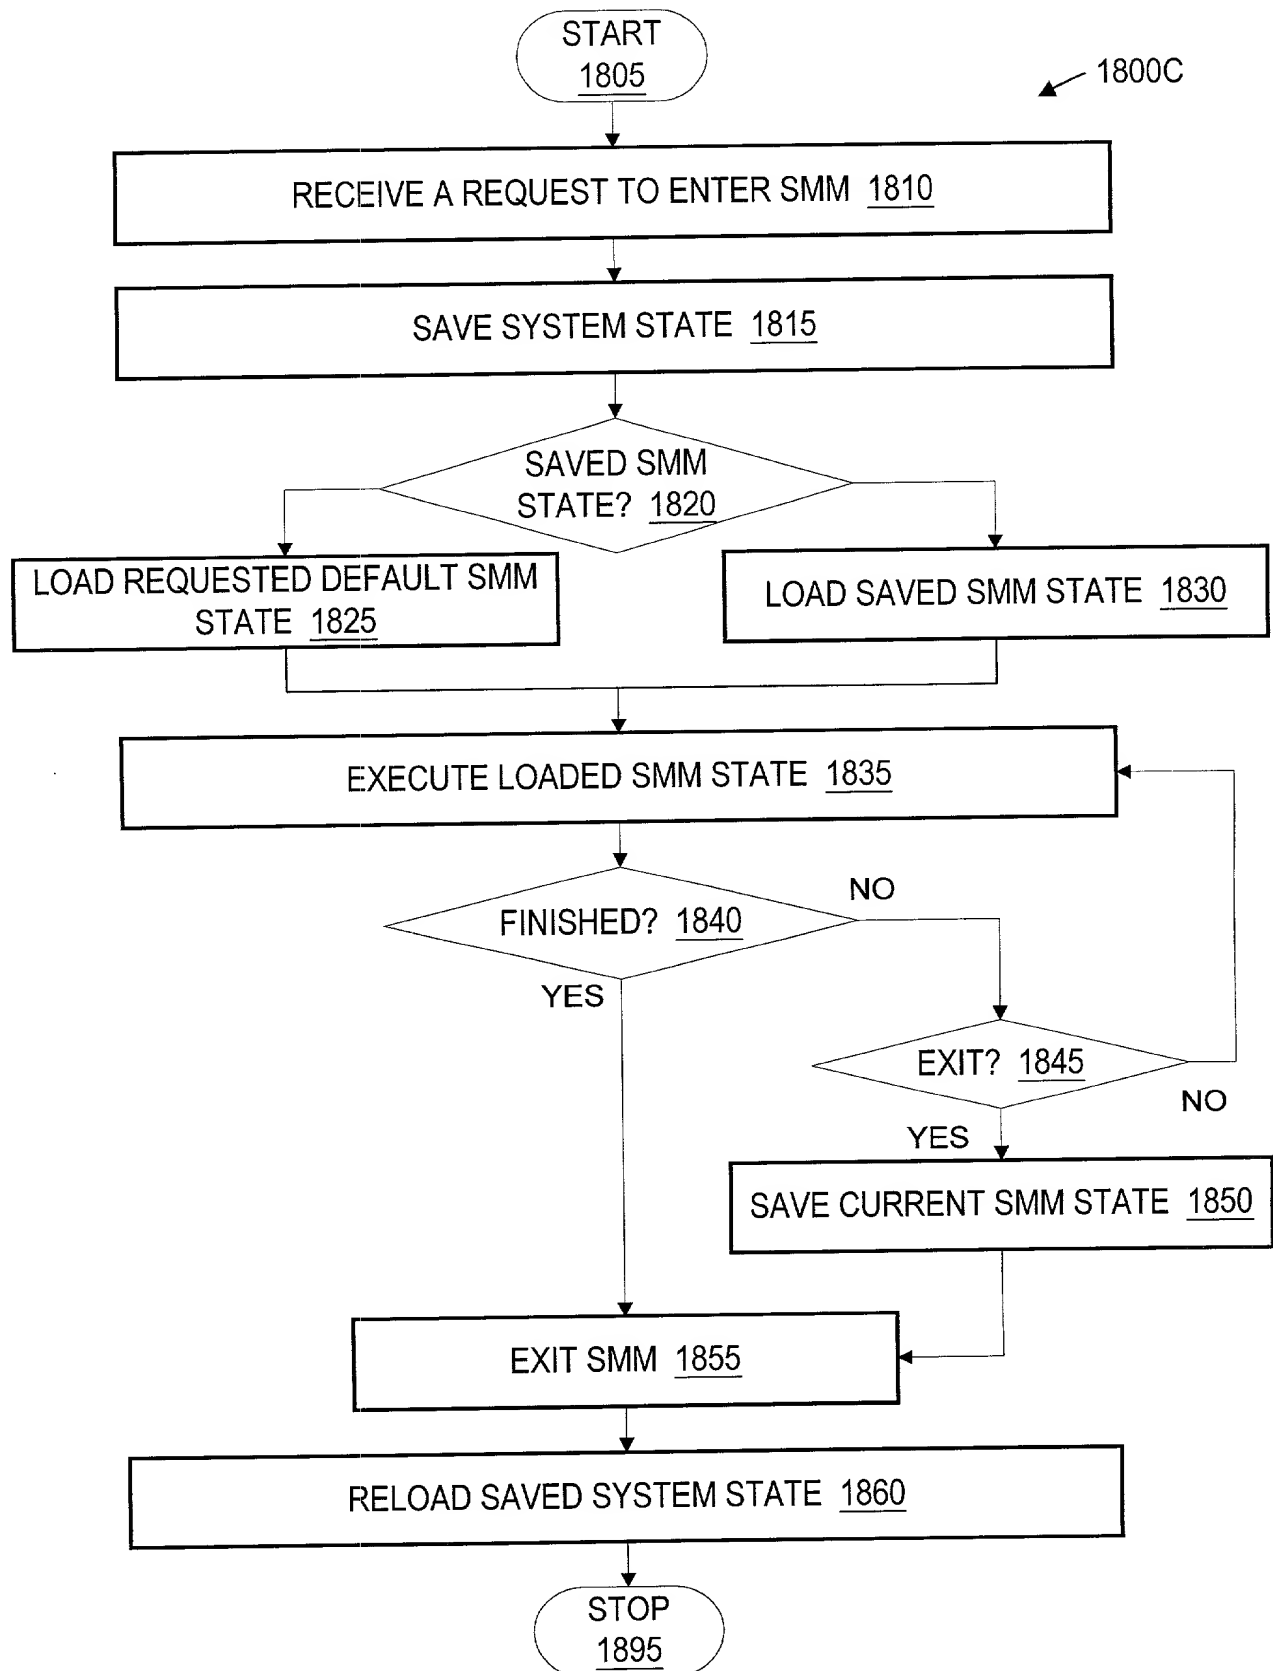 START
1805
1800C
RECEIVE A REQUEST TO ENTER SMM 1810
SAVE SYSTEM STATE 1815
SAVED SMM
STATE? 1820
LOAD REQUESTED DEFAULT SMM
STATE 1825
LOAD SAVED SMM STATE 1830
EXECUTE LOADED SMM STATE 1835
FINISHED? 1840
NO
YES
EXIT? 1845
NO
YES
SAVE CURRENT SMM STATE 1850
EXIT SMM 1855
RELOAD SAVED SYSTEM STATE 1860
STOP
1895